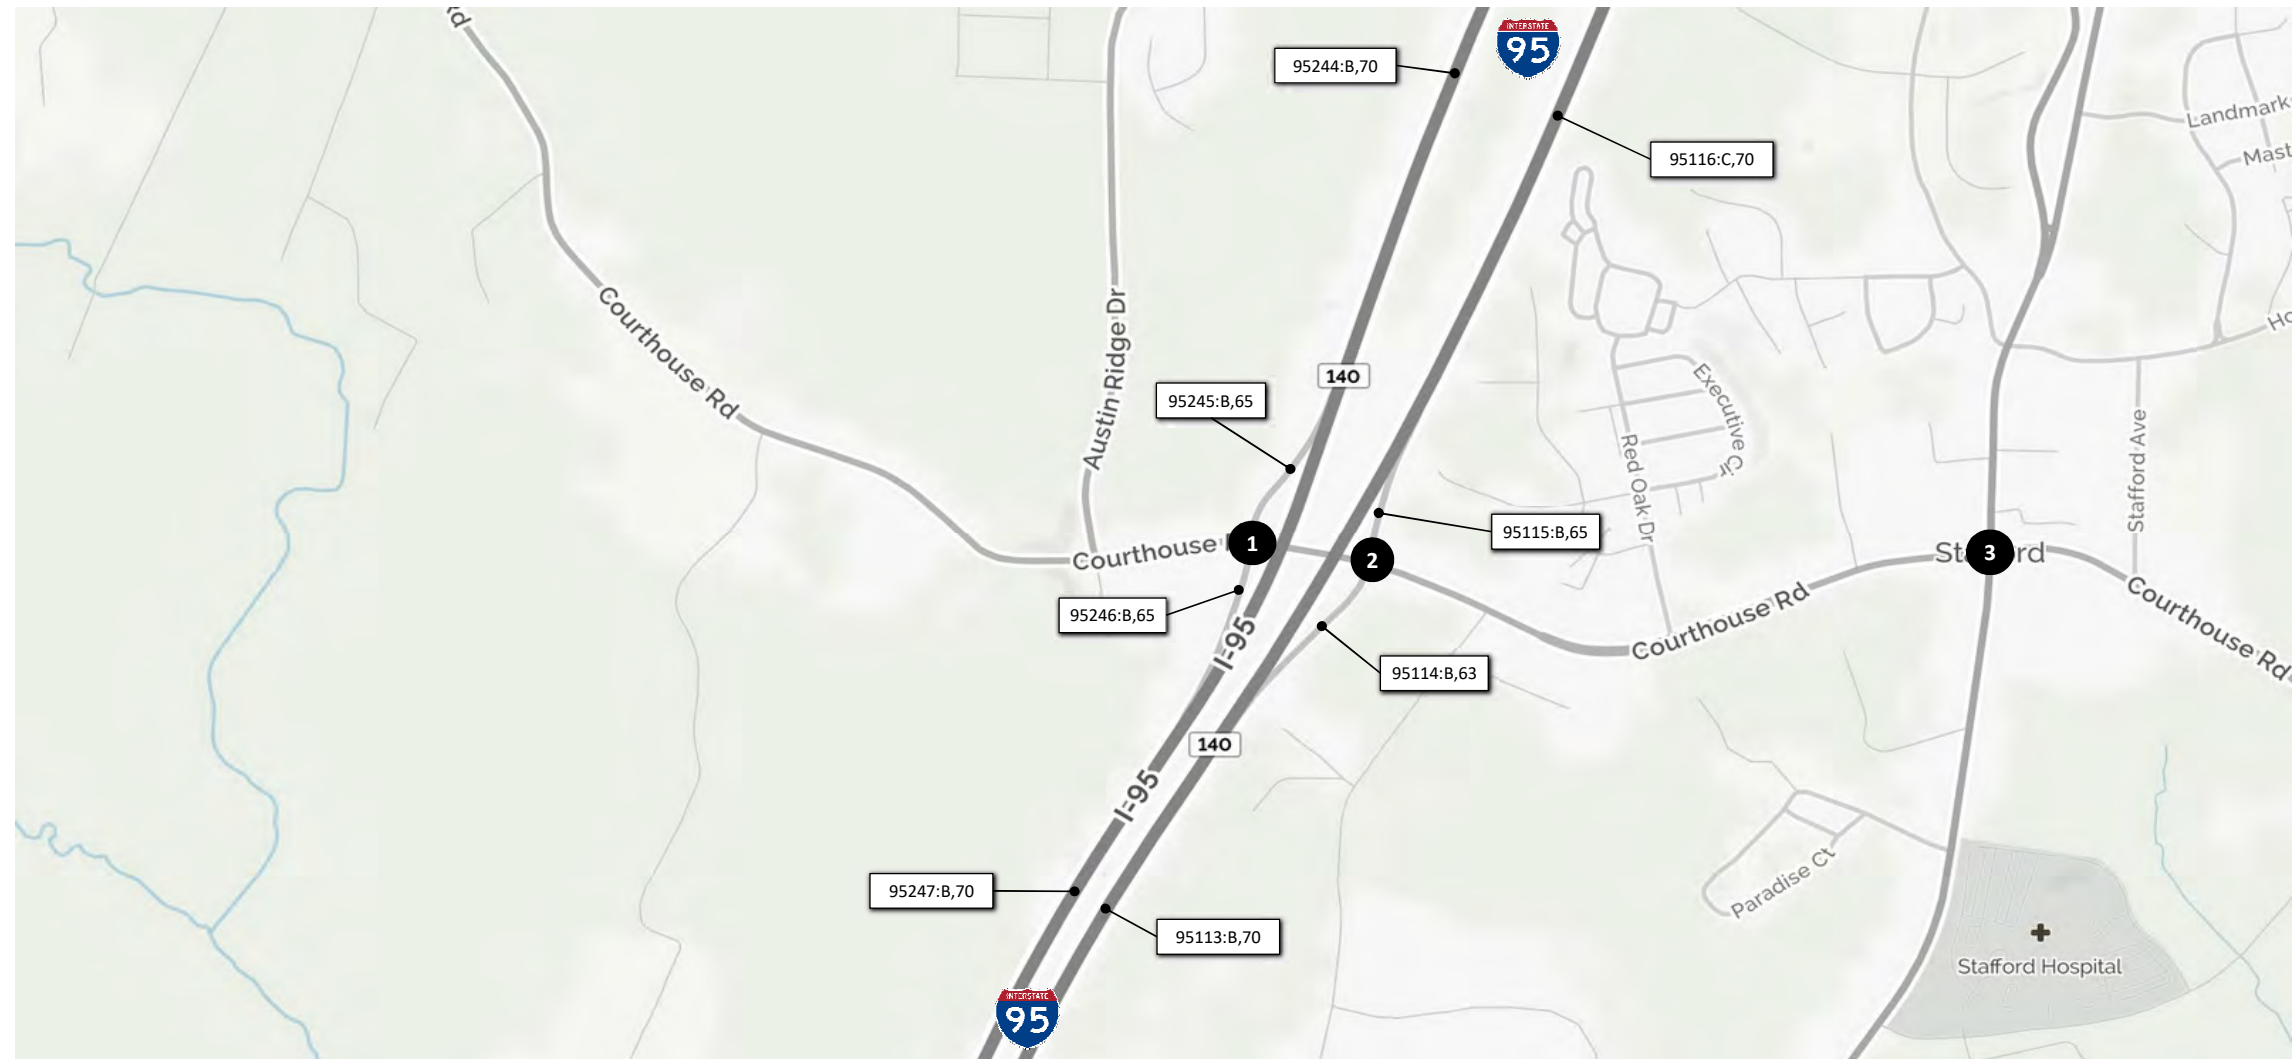 Rd
INTERSTATE
95
95244:B,70
95116:C,70
Landmark
Mast
Courthouse Rd
Austin Ridge Dr
Ho
140
95245:B,65
Executive Cir
Red Oak Dr
Stafford Ave
95115:B,65
Courthouse
1
2
3
95246:B,65
I-95
95114:B,63
Courthouse Rd
Courthouse Rd
140
I-95
95247:B,70
95113:B,70
Paradise Ct
Stafford Hospital
INTERSTATE
95